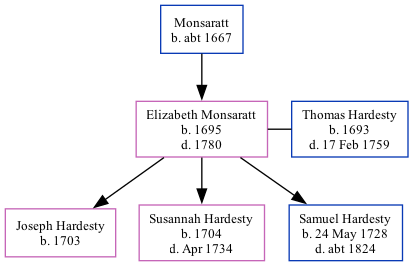 Monsaratt
b. abt 1667
Elizabeth Monsaratt
b. 1695
d. 1780
Thomas Hardesty
b. 1693
d. 17 Feb 1759
Joseph Hardesty
b. 1703
Susannah Hardesty
b. 1704
d. Apr 1734
Samuel Hardesty
b. 24 May 1728
d. abt 1824